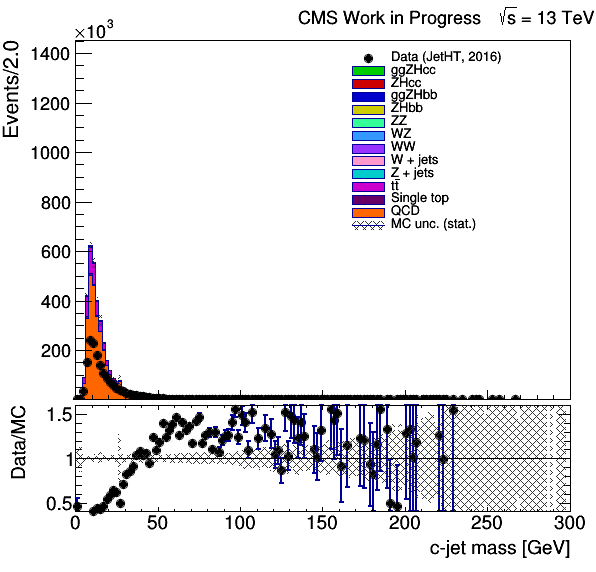 CMS Work in Progress √s = 13 TeV
×10³
Events/2.0
1400
1200
1000
800
600
400
200
Data (JetHT, 2016)
ggZHcc
ZHcc
ggZHbb
ZHbb
ZZ
WZ
WW
W + jets
Z + jets
tt̄
Single top
QCD
MC unc. (stat.)
Data/MC
1.5
1
0.5
0 50 100 150 200 250 300
c-jet mass [GeV]